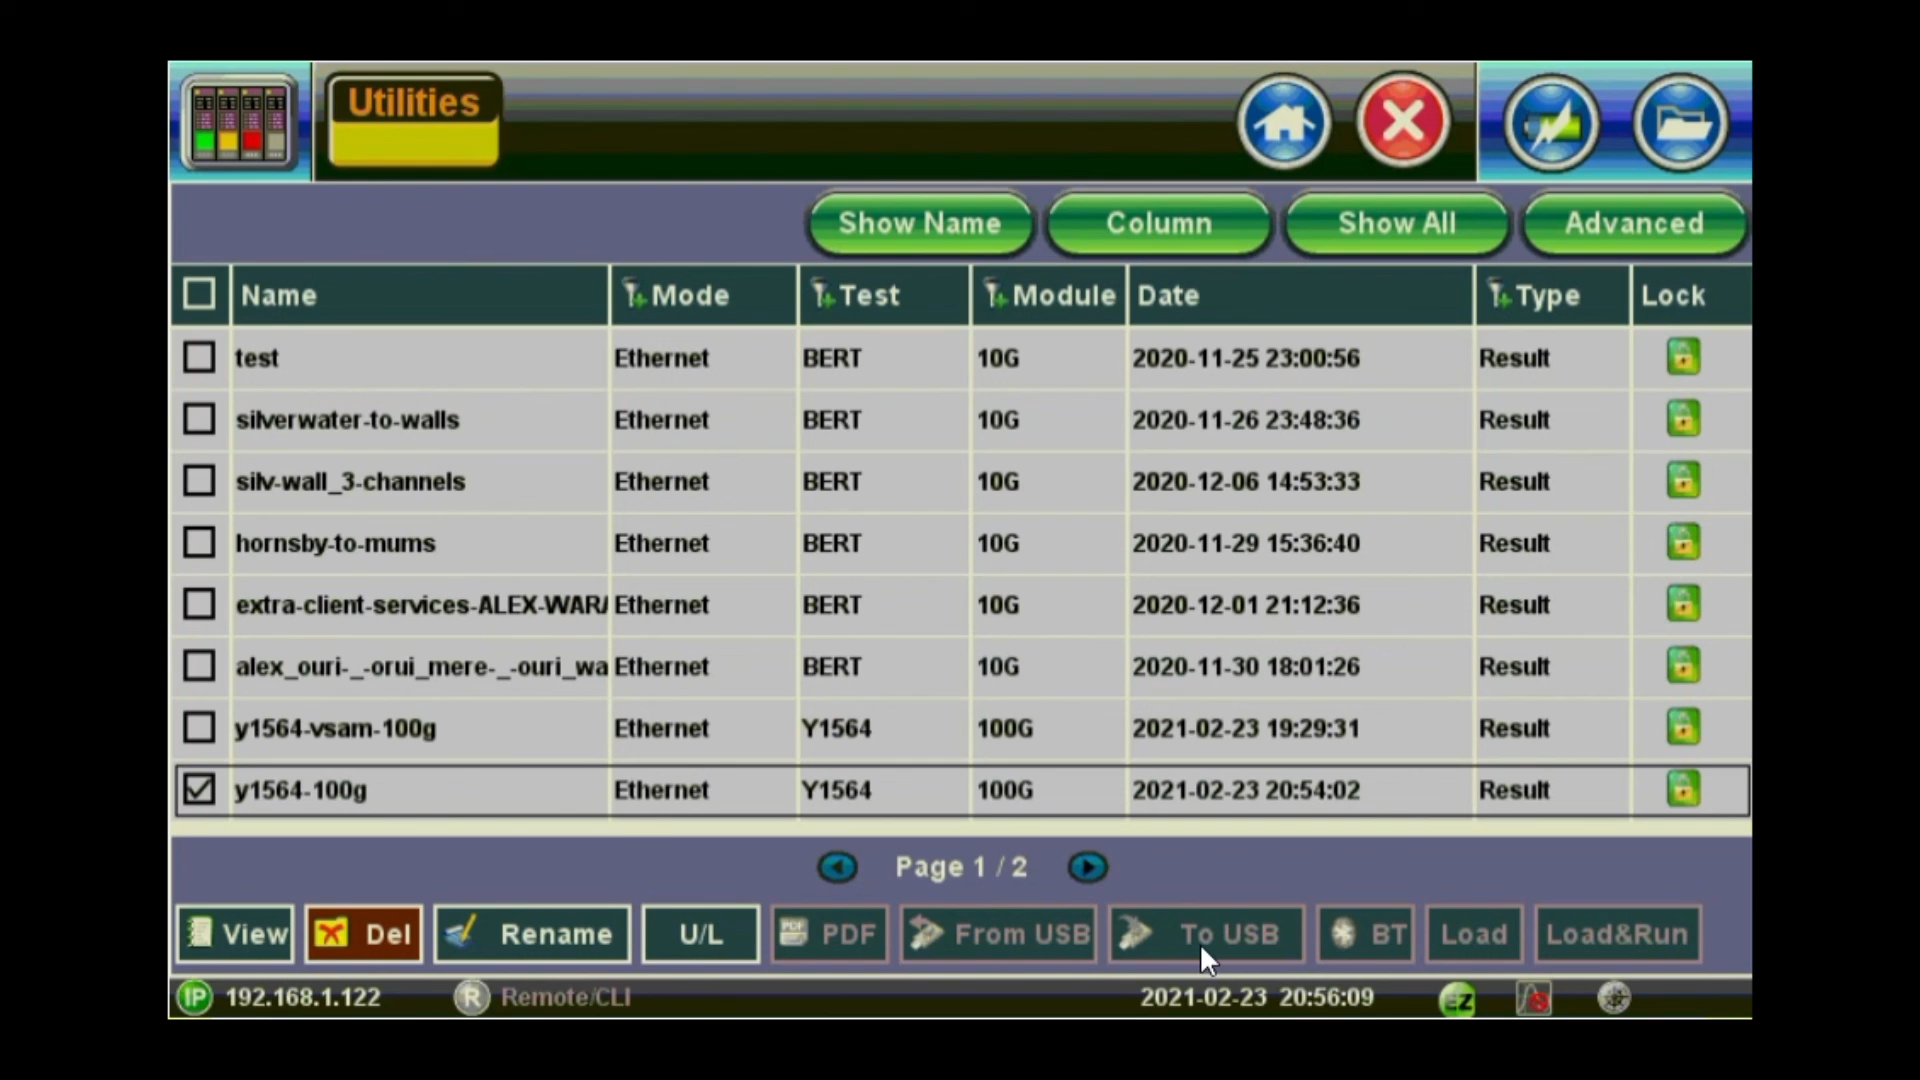 Utilities
Show Name Column Show All Advanced
Name Mode Test Module Date Type Lock
test Ethernet BERT 10G 2020-11-25 23:00:56 Result
silverwater-to-walls Ethernet BERT 10G 2020-11-26 23:48:36 Result
silv-wall_3-channels Ethernet BERT 10G 2020-12-06 14:53:33 Result
hornsby-to-mums Ethernet BERT 10G 2020-11-29 15:36:40 Result
extra-client-services-ALEX-WAR Ethernet BERT 10G 2020-12-01 21:12:36 Result
alex_ouri-_-orui_mere-_-ouri_wa Ethernet BERT 10G 2020-11-30 18:01:26 Result
y1564-vsam-100g Ethernet Y1564 100G 2021-02-23 19:29:31 Result
y1564-100g Ethernet Y1564 100G 2021-02-23 20:54:02 Result
Page 1 / 2
View Del Rename U/L PDF From USB To USB BT Load Load&Run
IP 192.168.1.122 R Remote/CLI 2021-02-23 20:56:09 EZ